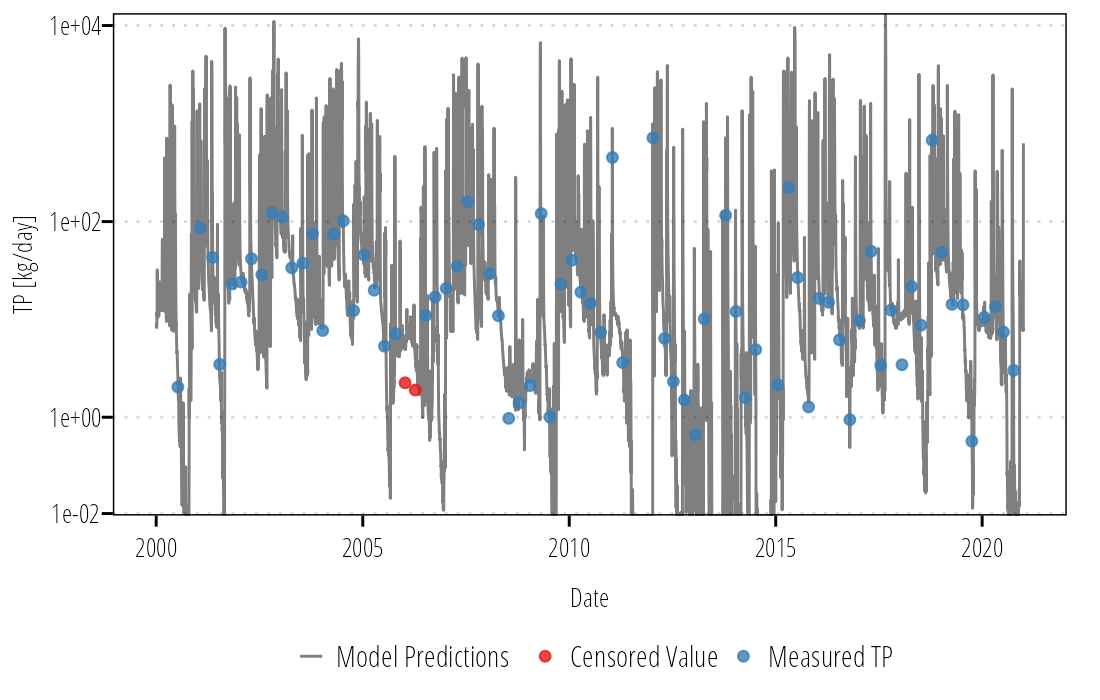 TP [kg/day]
1e+04
1e+02
1e+00
1e-02
2000 2005 2010 2015 2020
Date
Model Predictions Censored Value Measured TP